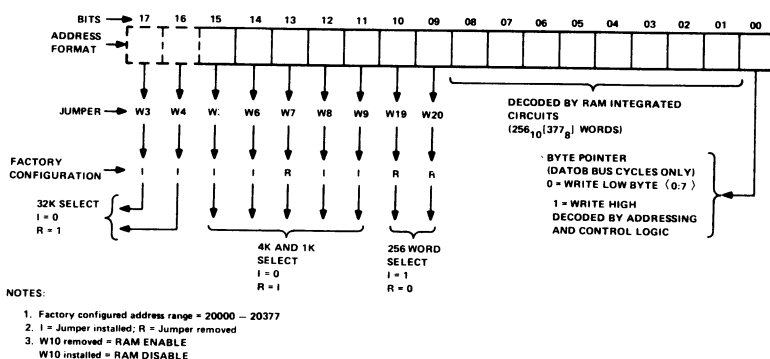 BITS 17 16 15 14 13 12 11 10 09 08 07 06 05 04 03 02 01 00
ADDRESS
FORMAT
JUMPER W3 W4 W6 W7 W8 W9 W19 W20
DECODED BY RAM INTEGRATED
CIRCUITS
(256₁₀[377₈] WORDS)
FACTORY
CONFIGURATION
I I I I R I I R R
BYTE POINTER
(DATOB BUS CYCLES ONLY)
0 = WRITE LOW BYTE ⟨0:7⟩
1 = WRITE HIGH
DECODED BY ADDRESSING
AND CONTROL LOGIC
32K SELECT
I = 0
R = 1
4K AND 1K
SELECT
I = 0
R = I
256 WORD
SELECT
I = 1
R = 0
NOTES:
1. Factory configured address range = 20000 – 20377
2. I = Jumper installed; R = Jumper removed
3. W10 removed = RAM ENABLE
W10 installed = RAM DISABLE